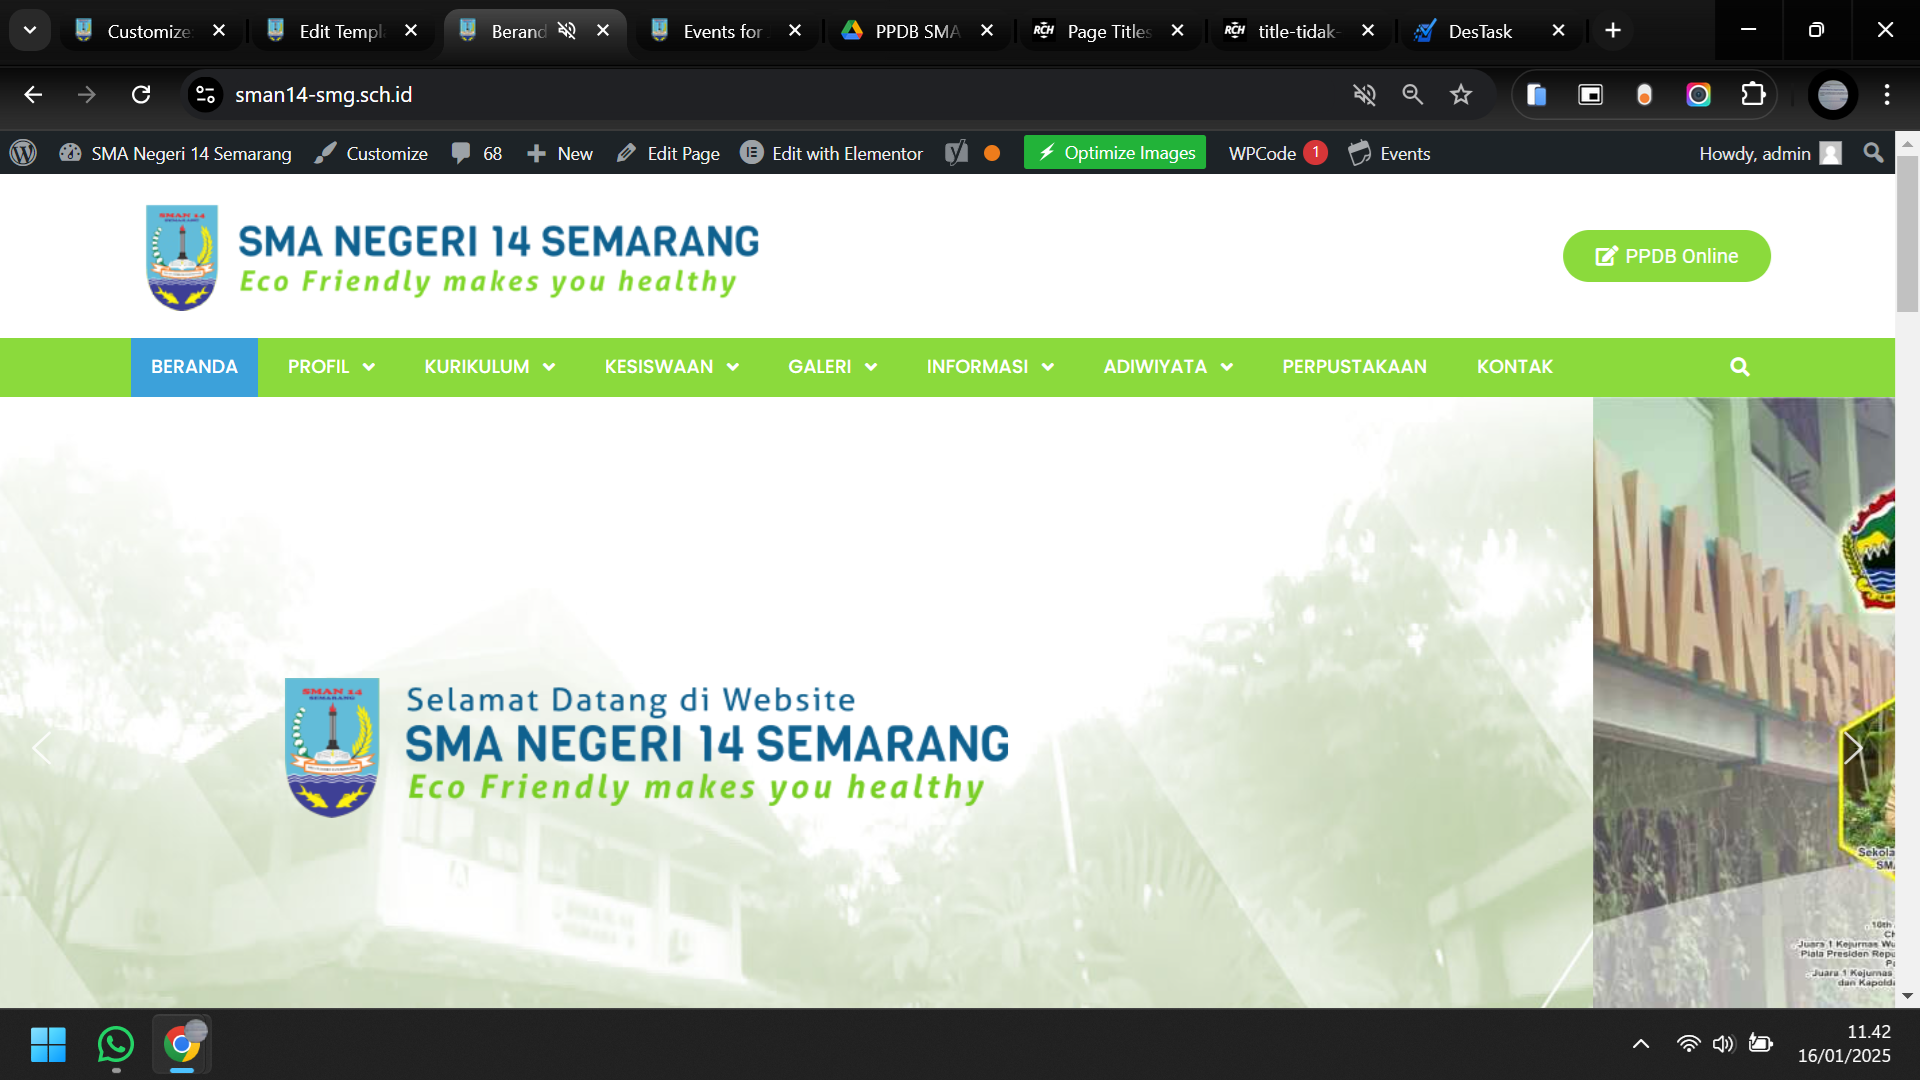 Customize
Edit Templ
Berand
Events for
PPDB SMA
Page Titles
title-tidak-
DesTask
sman14-smg.sch.id
SMA Negeri 14 Semarang
Customize
68
New
Edit Page
Edit with Elementor
Optimize Images
WPCode 1
Events
Howdy, admin
SMAN 14
SEMARANG
SMA NEGERI 14 SEMARANG
Eco Friendly makes you healthy
PPDB Online
BERANDA
PROFIL
KURIKULUM
KESISWAAN
GALERI
INFORMASI
ADIWIYATA
PERPUSTAKAAN
KONTAK
SMAN 14
SEMARANG
Selamat Datang di Website
SMA NEGERI 14 SEMARANG
Eco Friendly makes you healthy
MAN 14 SEM
Sekola
SM
10th
Juara 1 Kejurnas Wu
Piala Presiden Repu
Juara 1 Kejurnas
dan Kapolda
11.42
16/01/2025